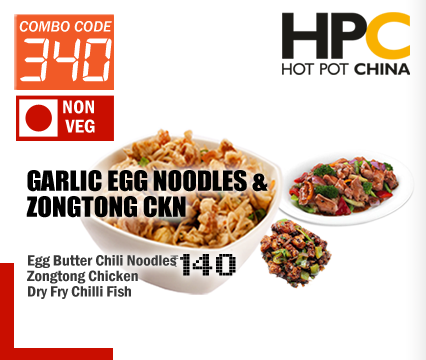 COMBO CODE
340
NON
VEG
HPC
HOT POT CHINA
GARLIC EGG NOODLES &
ZONGTONG CKN
Egg Butter Chili Noodles
₹140
Zongtong Chicken
Dry Fry Chilli Fish